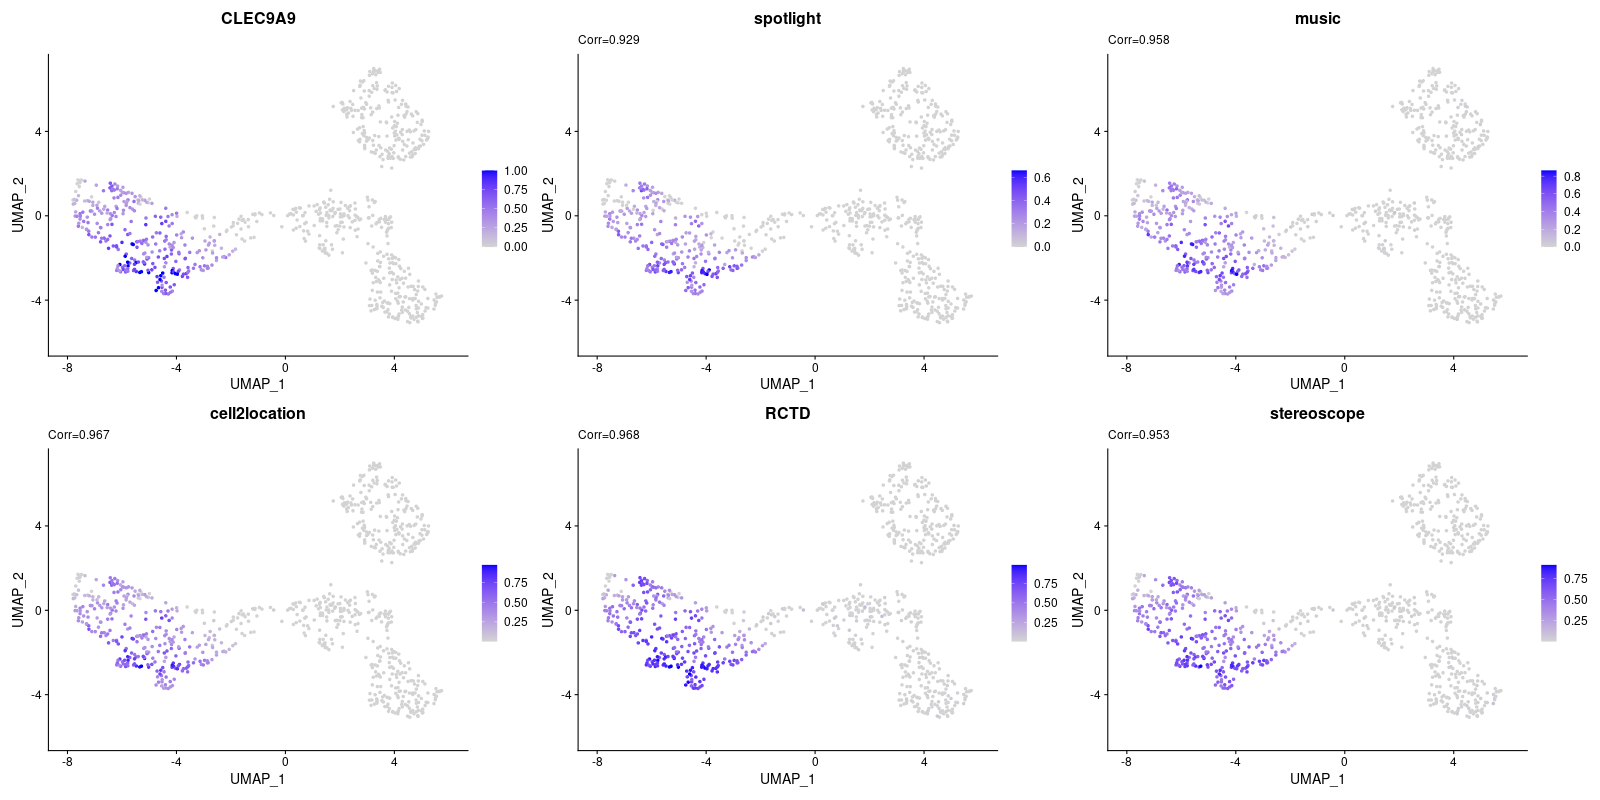 CLEC9A9
UMAP_2
4
0
-4
-8
-4
0
4
UMAP_1
1.00
0.75
0.50
0.25
0.00
spotlight
Corr=0.929
UMAP_2
4
0
-4
-8
-4
0
4
UMAP_1
0.6
0.4
0.2
0.0
music
Corr=0.958
UMAP_2
4
0
-4
-8
-4
0
4
UMAP_1
0.8
0.6
0.4
0.2
0.0
cell2location
Corr=0.967
UMAP_2
4
0
-4
-8
-4
0
4
UMAP_1
0.75
0.50
0.25
RCTD
Corr=0.968
UMAP_2
4
0
-4
-8
-4
0
4
UMAP_1
0.75
0.50
0.25
stereoscope
Corr=0.953
UMAP_2
4
0
-4
-8
-4
0
4
UMAP_1
0.75
0.50
0.25